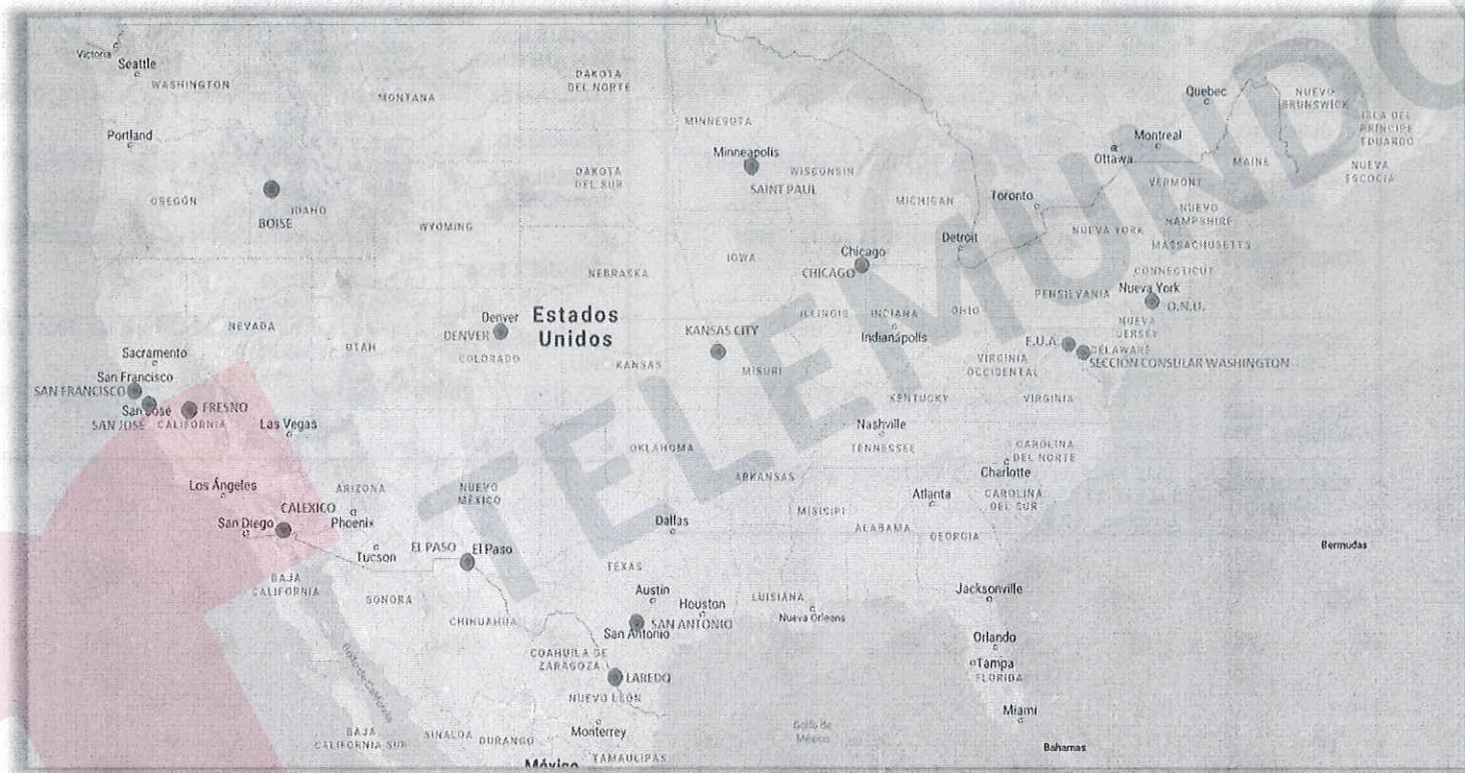 TELEMUNDO
Victoria
Seattle
WASHINGTON
MONTANA
DAKOTA
DEL NORTE
MINNESOTA
Quebec
NUEVO
BRUNSWICK
ISLA DEL
PRÍNCIPE
EDUARDO
Portland
Montreal
Ottawa
MAINE
NUEVA
ESCOCIA
Minneapolis
SAINT PAUL
WISCONSIN
DAKOTA
DEL SUR
VERMONT
OREGÓN
IDAHO
BOISE
WYOMING
MICHIGAN
Toronto
NUEVO
HAMPSHIRE
NUEVA YORK
MASSACHUSETTS
Detroit
Chicago
CHICAGO
IOWA
NEBRASKA
CONNECTICUT
Nueva York
O.N.U.
PENSILVANIA
NUEVA
JERSEY
NEVADA
UTAH
Denver
DENVER
COLORADO
Estados
Unidos
KANSAS CITY
KANSAS
MISURI
ILLINOIS
INDIANA
Indianápolis
OHIO
E.U.A.
DELAWARE
SECCIÓN CONSULAR WASHINGTON
VIRGINIA
OCCIDENTAL
Sacramento
San Francisco
SAN FRANCISCO
San José
SAN JOSÉ
CALIFORNIA
FRESNO
Las Vegas
KENTUCKY
VIRGINIA
Nashville
TENNESSEE
OKLAHOMA
CAROLINA
DEL NORTE
Charlotte
Los Ángeles
ARIZONA
NUEVO
MÉXICO
ARKANSAS
Atlanta
CAROLINA
DEL SUR
CALEXICO
San Diego
Phoenix
Dallas
MISISIPI
ALABAMA
GEORGIA
Bermudas
Tucson
EL PASO
El Paso
TEXAS
BAJA
CALIFORNIA
SONORA
CHIHUAHUA
Austin
Houston
San Antonio
SAN ANTONIO
LUISIANA
Nueva Orleans
Jacksonville
Orlando
Tampa
FLORIDA
COAHUILA DE
ZARAGOZA
LAREDO
NUEVO LEÓN
Golfo de California
Miami
BAJA
CALIFORNIA SUR
SINALOA
DURANGO
Monterrey
Golfo de
México
Bahamas
México
TAMAULIPAS